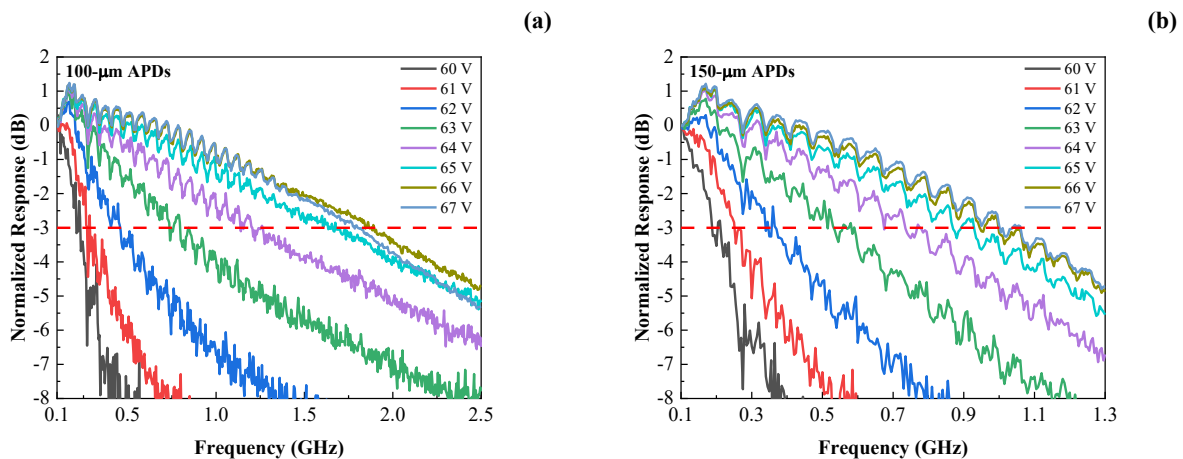 (a)
100-μm APDs
60 V
61 V
62 V
63 V
64 V
65 V
66 V
67 V
2
1
0
-1
-2
-3
-4
-5
-6
-7
-8
0.1 0.5 1.0 1.5 2.0 2.5
Normalized Response (dB)
Frequency (GHz)
(b)
150-μm APDs
60 V
61 V
62 V
63 V
64 V
65 V
66 V
67 V
2
1
0
-1
-2
-3
-4
-5
-6
-7
-8
0.1 0.3 0.5 0.7 0.9 1.1 1.3
Normalized Response (dB)
Frequency (GHz)